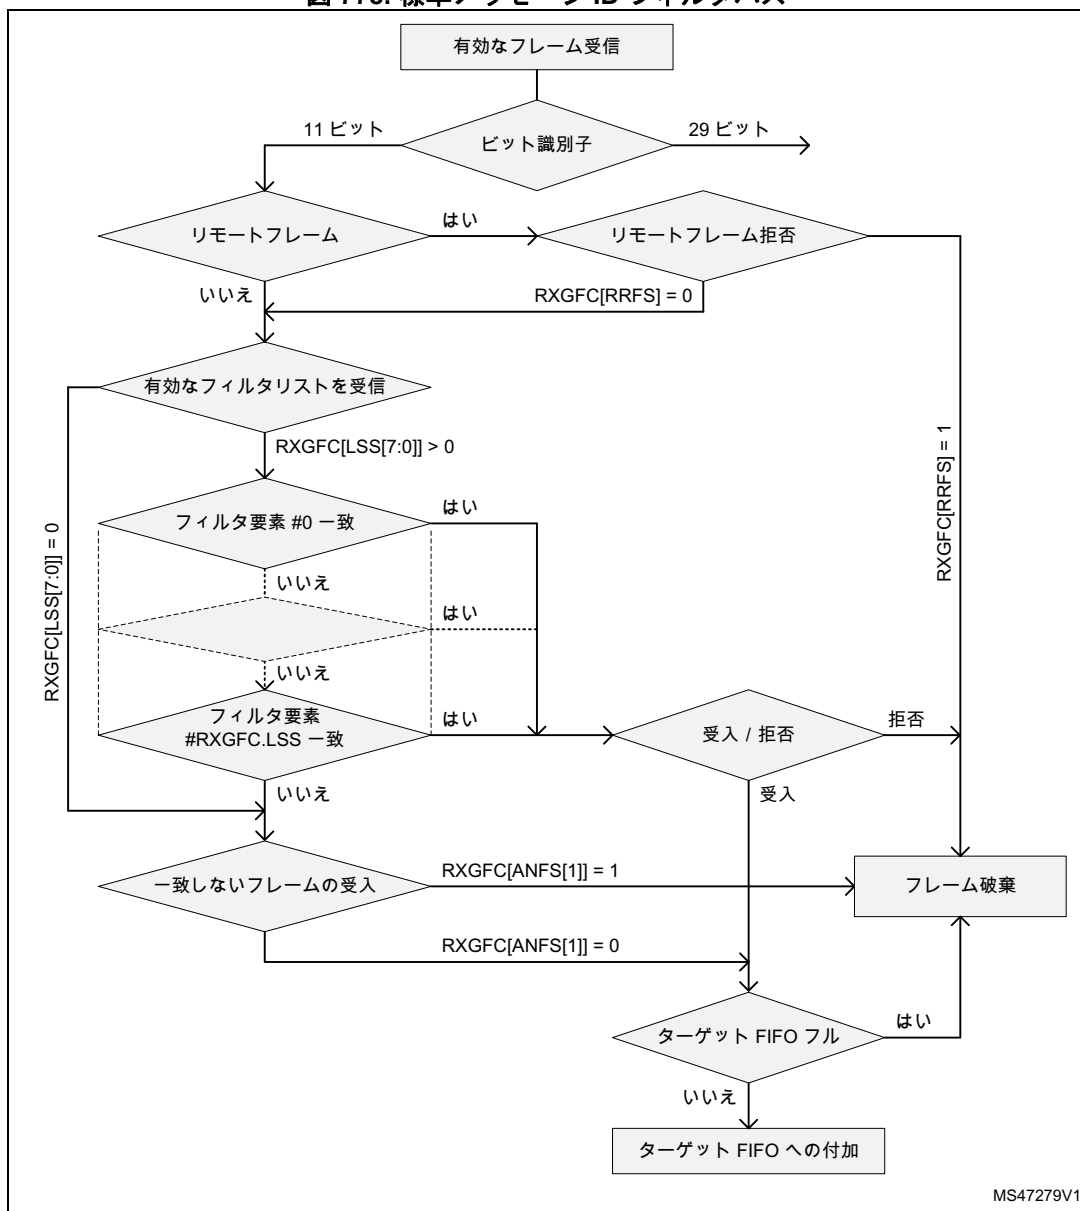 有効なフレーム受信
ビット識別子
11 ビット
29 ビット
リモートフレーム
はい
リモートフレーム拒否
いいえ
RXGFC[RRFS] = 0
有効なフィルタリストを受信
RXGFC[LSS[7:0]] > 0
RXGFC[RRFS] = 1
フィルタ要素 #0 一致
はい
RXGFC[LSS[7:0]] = 0
いいえ
はい
いいえ
フィルタ要素
#RXGFC.LSS 一致
はい
受入 / 拒否
拒否
いいえ
受入
一致しないフレームの受入
RXGFC[ANFS[1]] = 1
フレーム破棄
RXGFC[ANFS[1]] = 0
ターゲット FIFO フル
はい
いいえ
ターゲット FIFO への付加
MS47279V1